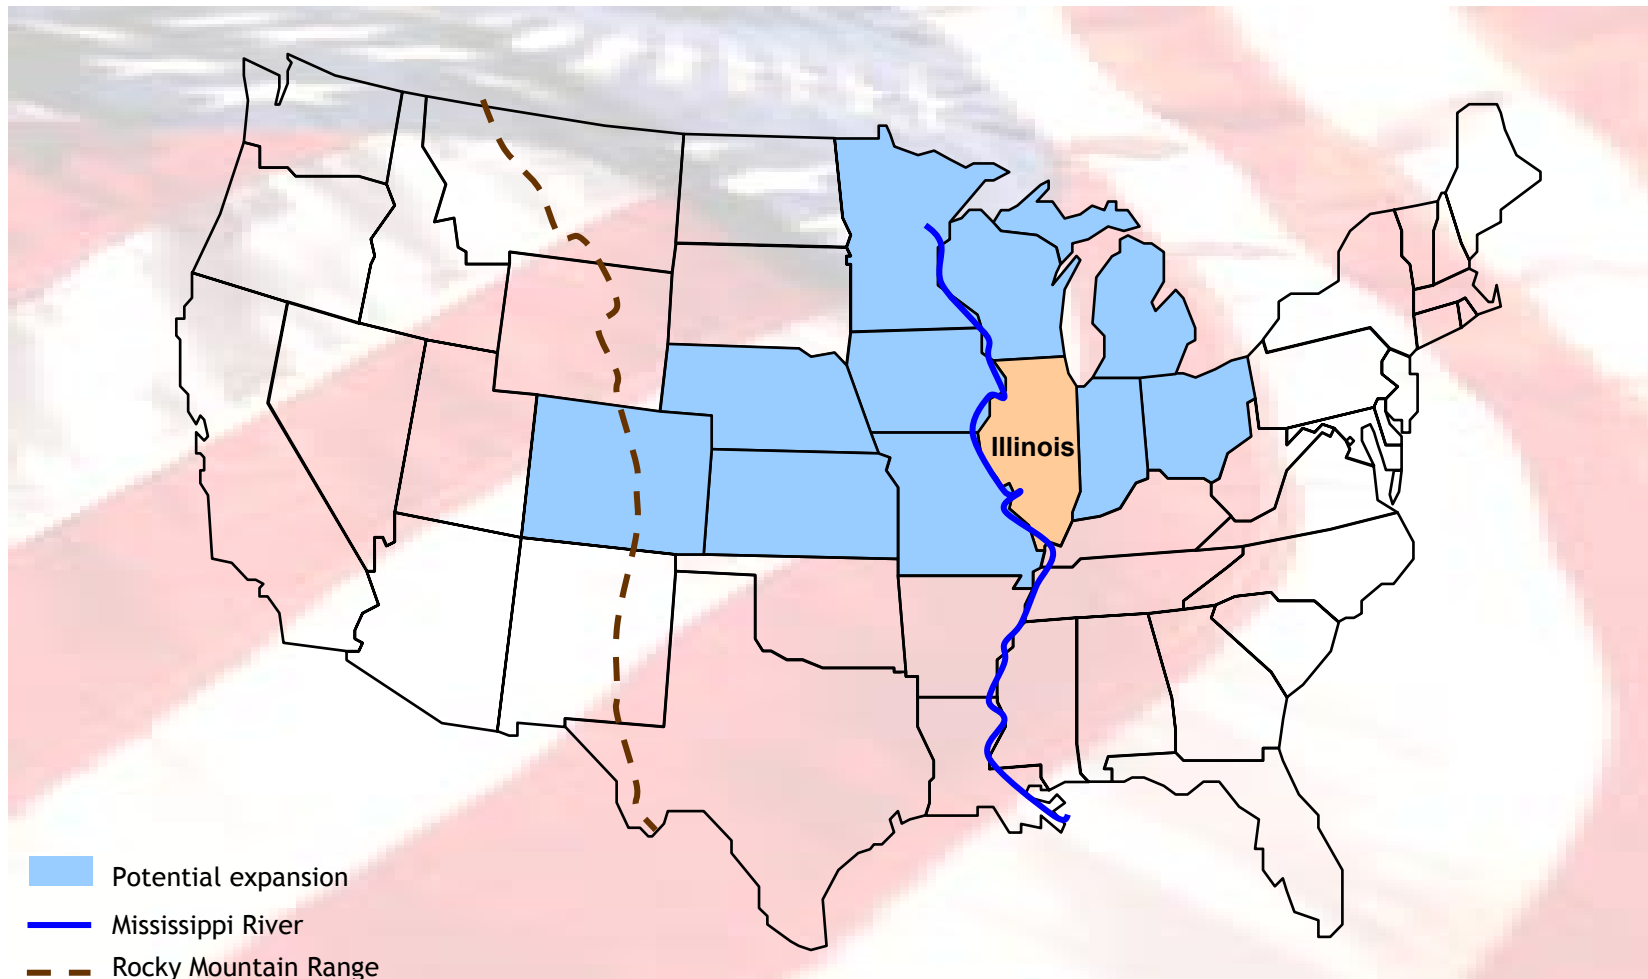 Illinois
Potential expansion
Mississippi River
Rocky Mountain Range